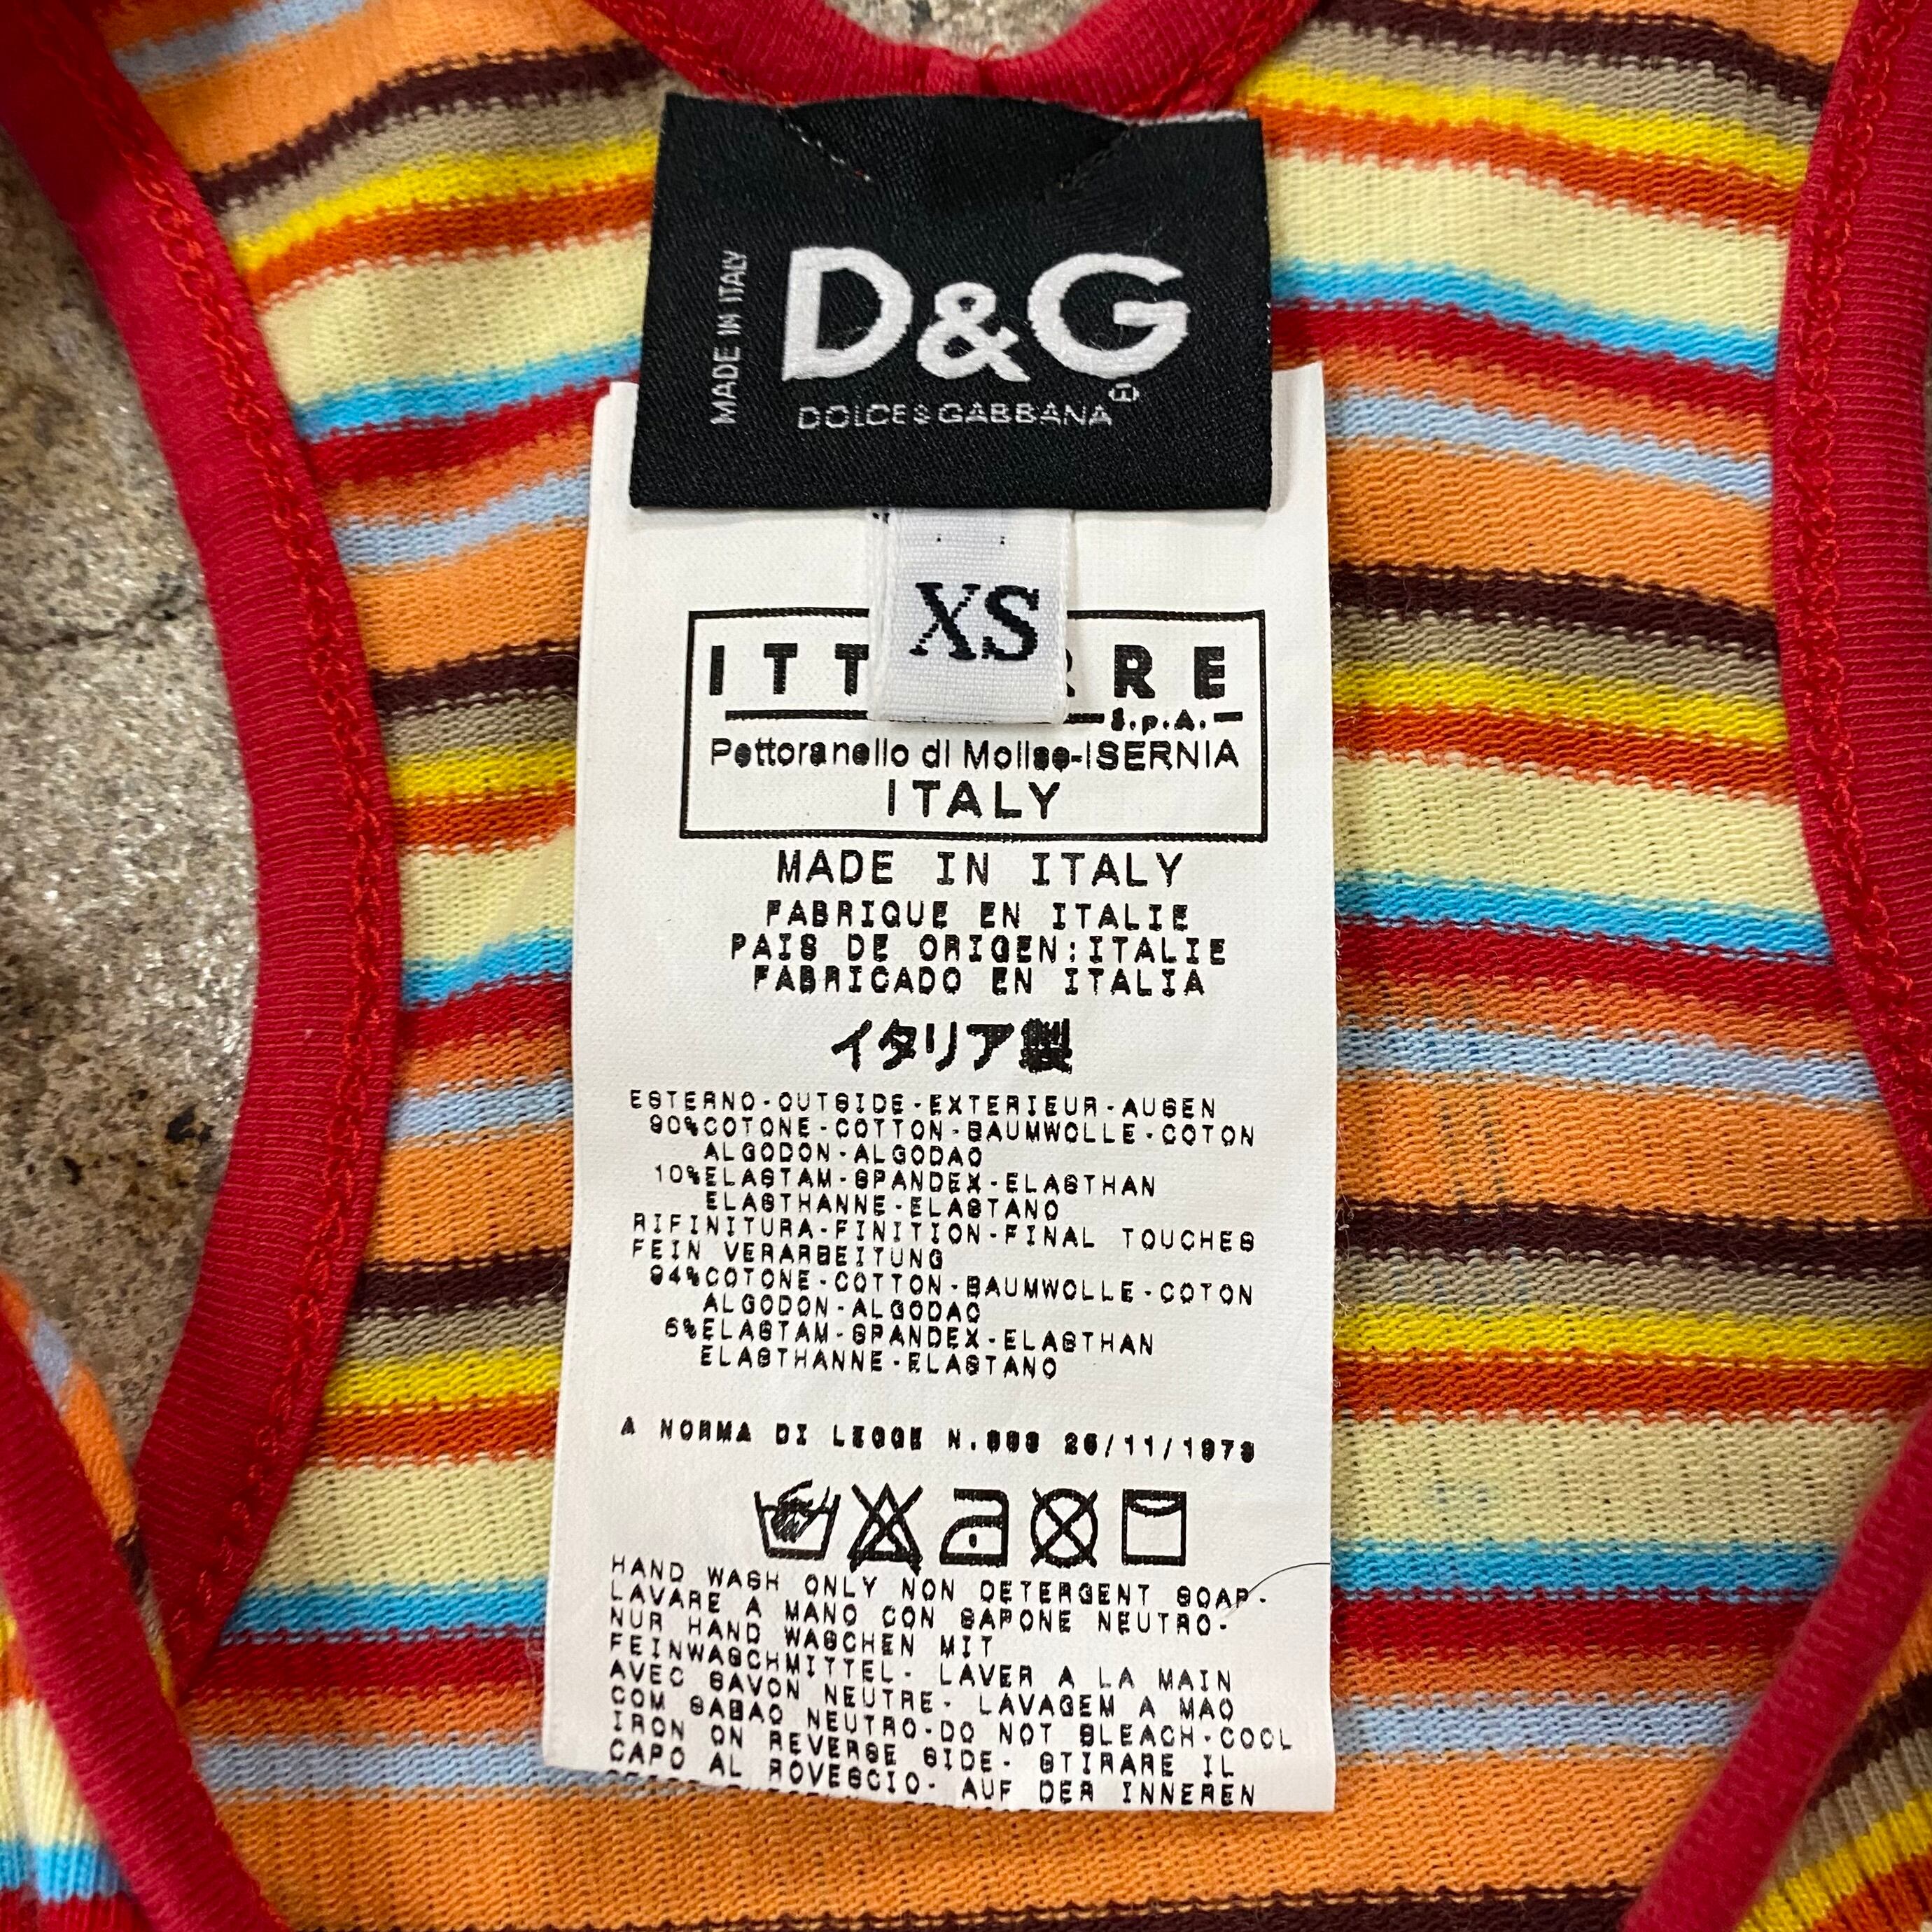 MADE IN ITALY
D&G
DOLCE & GABBANA ®
XS
S.p.A.
Pettoranello di Molise-ISERNIA
ITALY
MADE IN ITALY
FABRIQUE EN ITALIE
PAIS DE ORIGEN:ITALIE
FABRICADO EN ITALIA
イタリア製
ESTERNO-OUTSIDE-EXTERIEUR-AUSEN
90%COTONE-COTTON-BAUMWOLLE-COTON
ALGODON-ALGODAO
10%ELASTAM-SPANDEX-ELASTHAN
ELASTHANNE-ELASTANO
RIFINITURA-FINITION-FINAL TOUCHES
FEIN VERARBEITUNG
94%COTONE-COTTON-BAUMWOLLE-COTON
ALGODON-ALGODAO
6%ELASTAM-SPANDEX-ELASTHAN
ELASTHANNE-ELASTANO
A NORMA DI LEGGE N.883 26/11/1973
HAND WASH ONLY NON DETERGENT SOAP-
LAVARE A MANO CON SAPONE NEUTRO-
NUR HAND WASCHEN MIT
FEINWASCHMITTEL- LAVER A LA MAIN
AVEC SAVON NEUTRE- LAVAGEM A MAO
COM SABAO NEUTRO-DO NOT BLEACH-COOL
IRON ON REVERSE SIDE- STIRARE IL
CAPO AL ROVESCIO- AUF DER INNEREN